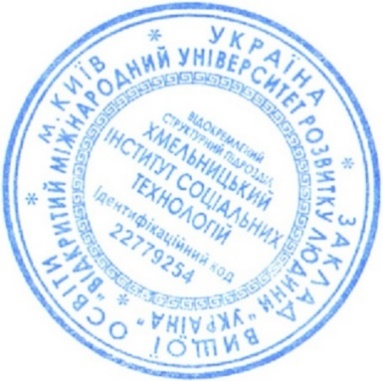 * УКРАЇНА * ЗАКЛАД ВИЩОЇ ОСВІТИ * М. КИЇВ
"ВІДКРИТИЙ МІЖНАРОДНИЙ УНІВЕРСИТЕТ РОЗВИТКУ ЛЮДИНИ "УКРАЇНА" *
ВІДОКРЕМЛЕНИЙ
СТРУКТУРНИЙ ПІДРОЗДІЛ
ХМЕЛЬНИЦЬКИЙ
ІНСТИТУТ СОЦІАЛЬНИХ
ТЕХНОЛОГІЙ
Ідентифікаційний код
22779254